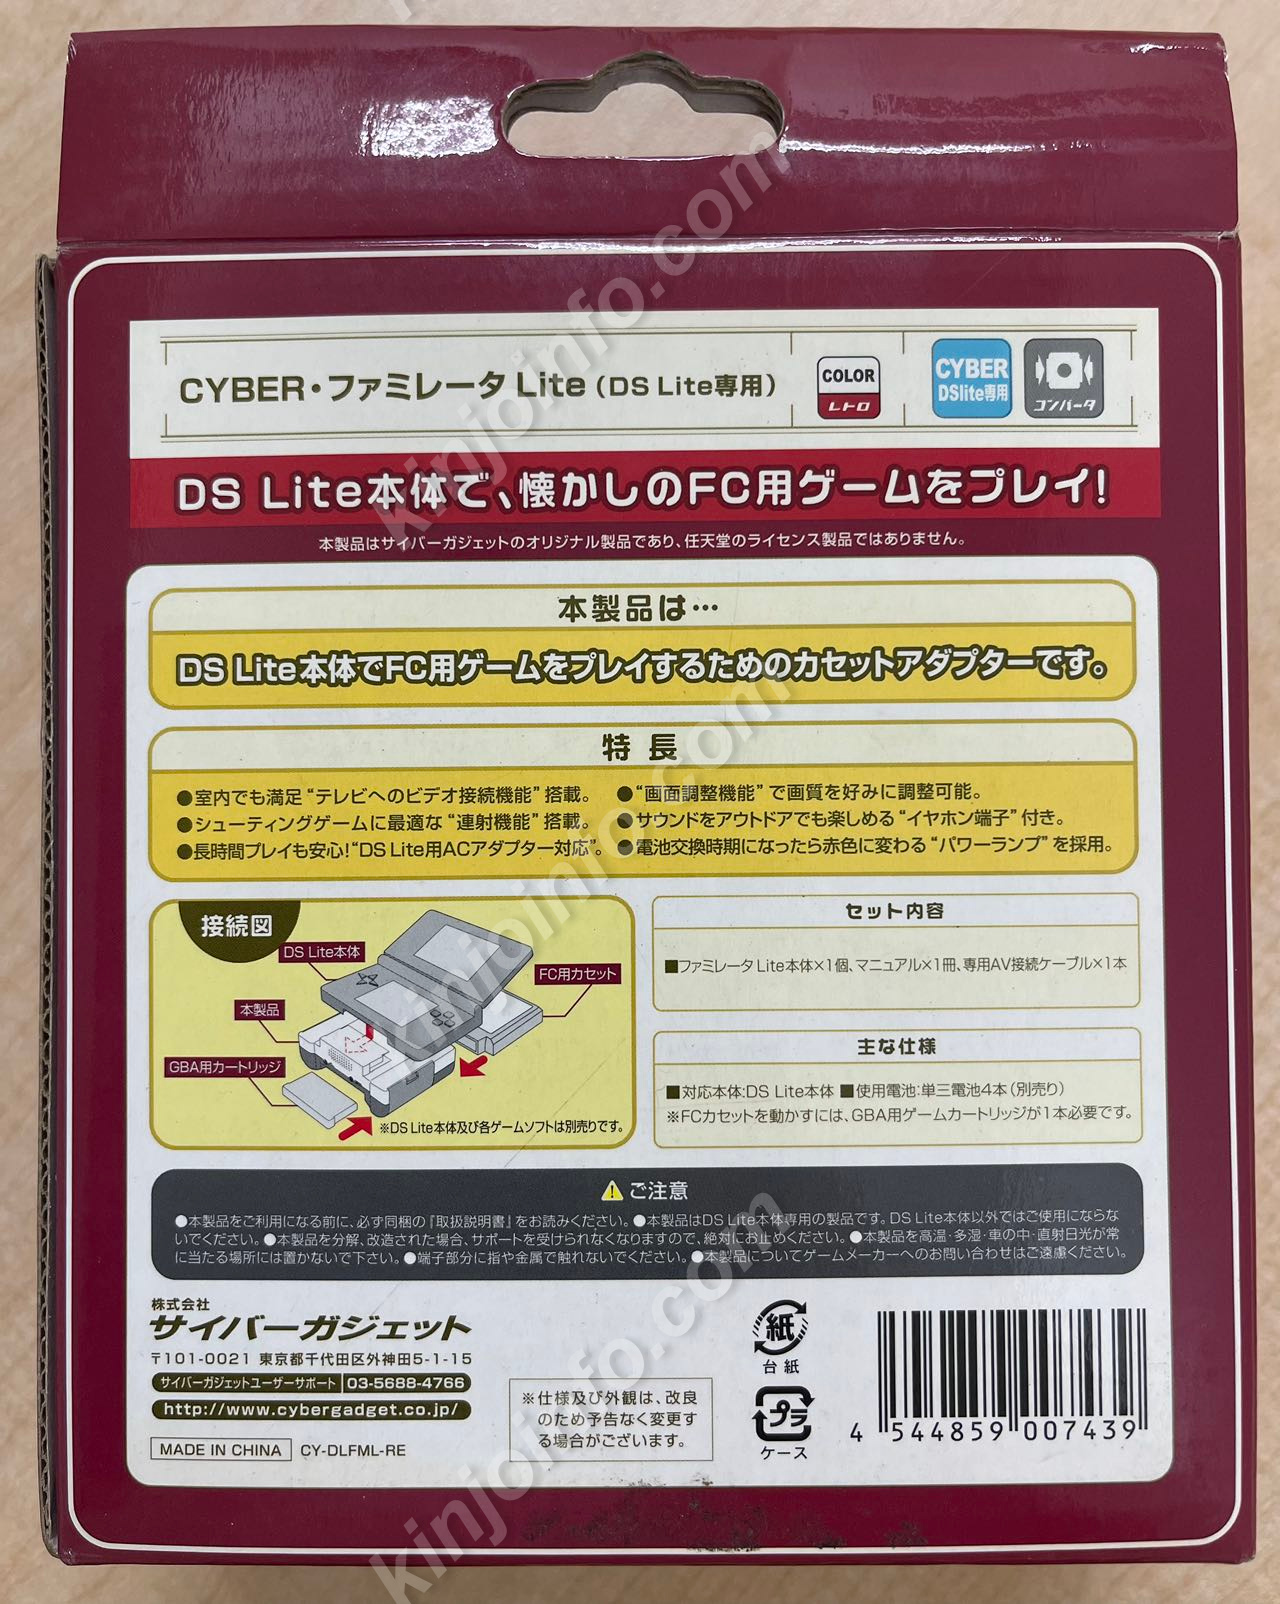 CYBER・ファミレータ Lite（DS Lite専用）
COLOR
レトロ
CYBER
DSlite専用
コンバータ
DS Lite本体で、懐かしのFC用ゲームをプレイ!
本製品はサイバーガジェットのオリジナル製品であり、任天堂のライセンス製品ではありません。
本製品は…
DS Lite本体でFC用ゲームをプレイするためのカセットアダプターです。
特長
●室内でも満足“テレビへのビデオ接続機能”搭載。
●シューティングゲームに最適な“連射機能”搭載。
●長時間プレイも安心!“DS Lite用ACアダプター対応”。
●“画面調整機能”で画質を好みに調整可能。
●サウンドをアウトドアでも楽しめる“イヤホン端子”付き。
●電池交換時期になったら赤色に変わる“パワーランプ”を採用。
接続図
DS Lite本体
FC用カセット
本製品
GBA用カートリッジ
※DS Lite本体及び各ゲームソフトは別売りです。
セット内容
■ファミレータ Lite本体×1個、マニュアル×1冊、専用AV接続ケーブル×1本
主な仕様
■対応本体:DS Lite本体 ■使用電池:単三電池4本（別売り）
※FCカセットを動かすには、GBA用ゲームカートリッジが1本必要です。
ご注意
●本製品をご利用になる前に、必ず同梱の『取扱説明書』をお読みください。●本製品はDS Lite本体専用の製品です。DS Lite本体以外ではご使用にならな
いでください。●本製品を分解、改造された場合、サポートを受けられなくなりますので、絶対にお止めください。●本製品を高温・多湿・車の中・直射日光が常
に当たる場所には置かないで下さい。●端子部分に指や金属で触れないでください。●本製品についてゲームメーカーへのお問い合わせはご遠慮ください。
株式会社
サイバーガジェット
〒101-0021 東京都千代田区外神田5-1-15
サイバーガジェットユーザーサポート 03-5688-4766
http://www.cybergadget.co.jp/
MADE IN CHINA CY-DLFML-RE
※仕様及び外観は、改良
のため予告なく変更す
る場合がございます。
紙
台紙
プラ
ケース
4 544859 007439
kinjoinfo.com
kinjoinfo.com
kinjoinfo.com